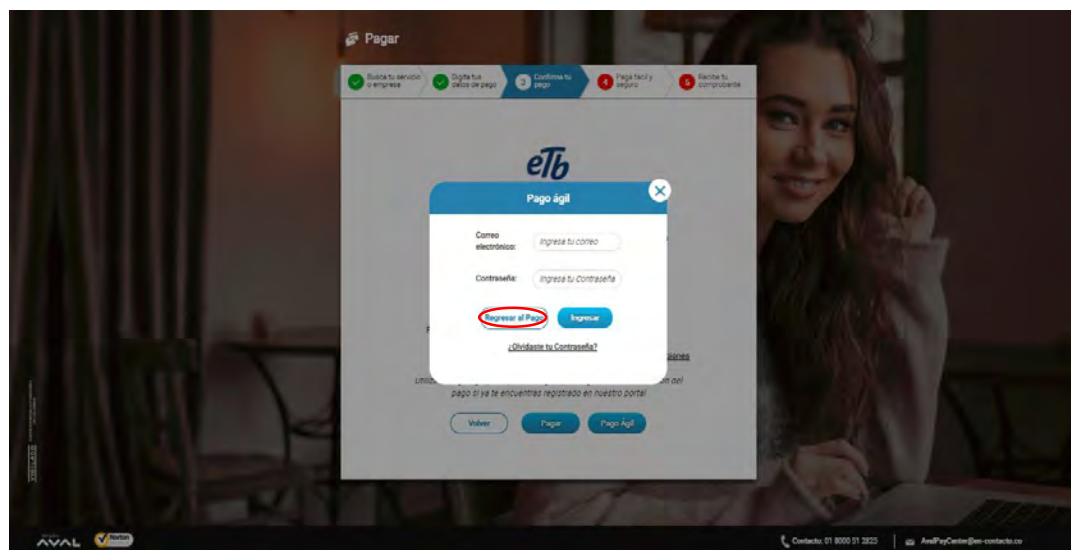 Pagar
Busca tu servicio
o empresa
Digita tus
datos de pago
3
Confirma tu
pago
4
Paga fácil y
seguro
5
Recibe tu
comprobante
eTb
Pago ágil
Correo
electrónico:
Ingresa tu correo
Contraseña:
Ingresa tu Contraseña
Regresar al Pago
Ingresar
¿Olvidaste tu Contraseña?
pago si ya te encuentras registrado en nuestro portal
Volver
Pagar
Pago Ágil
AVAL
Norton
Contacto: 01 8000 51 2825
AvalPayCenter@en-contacto.co